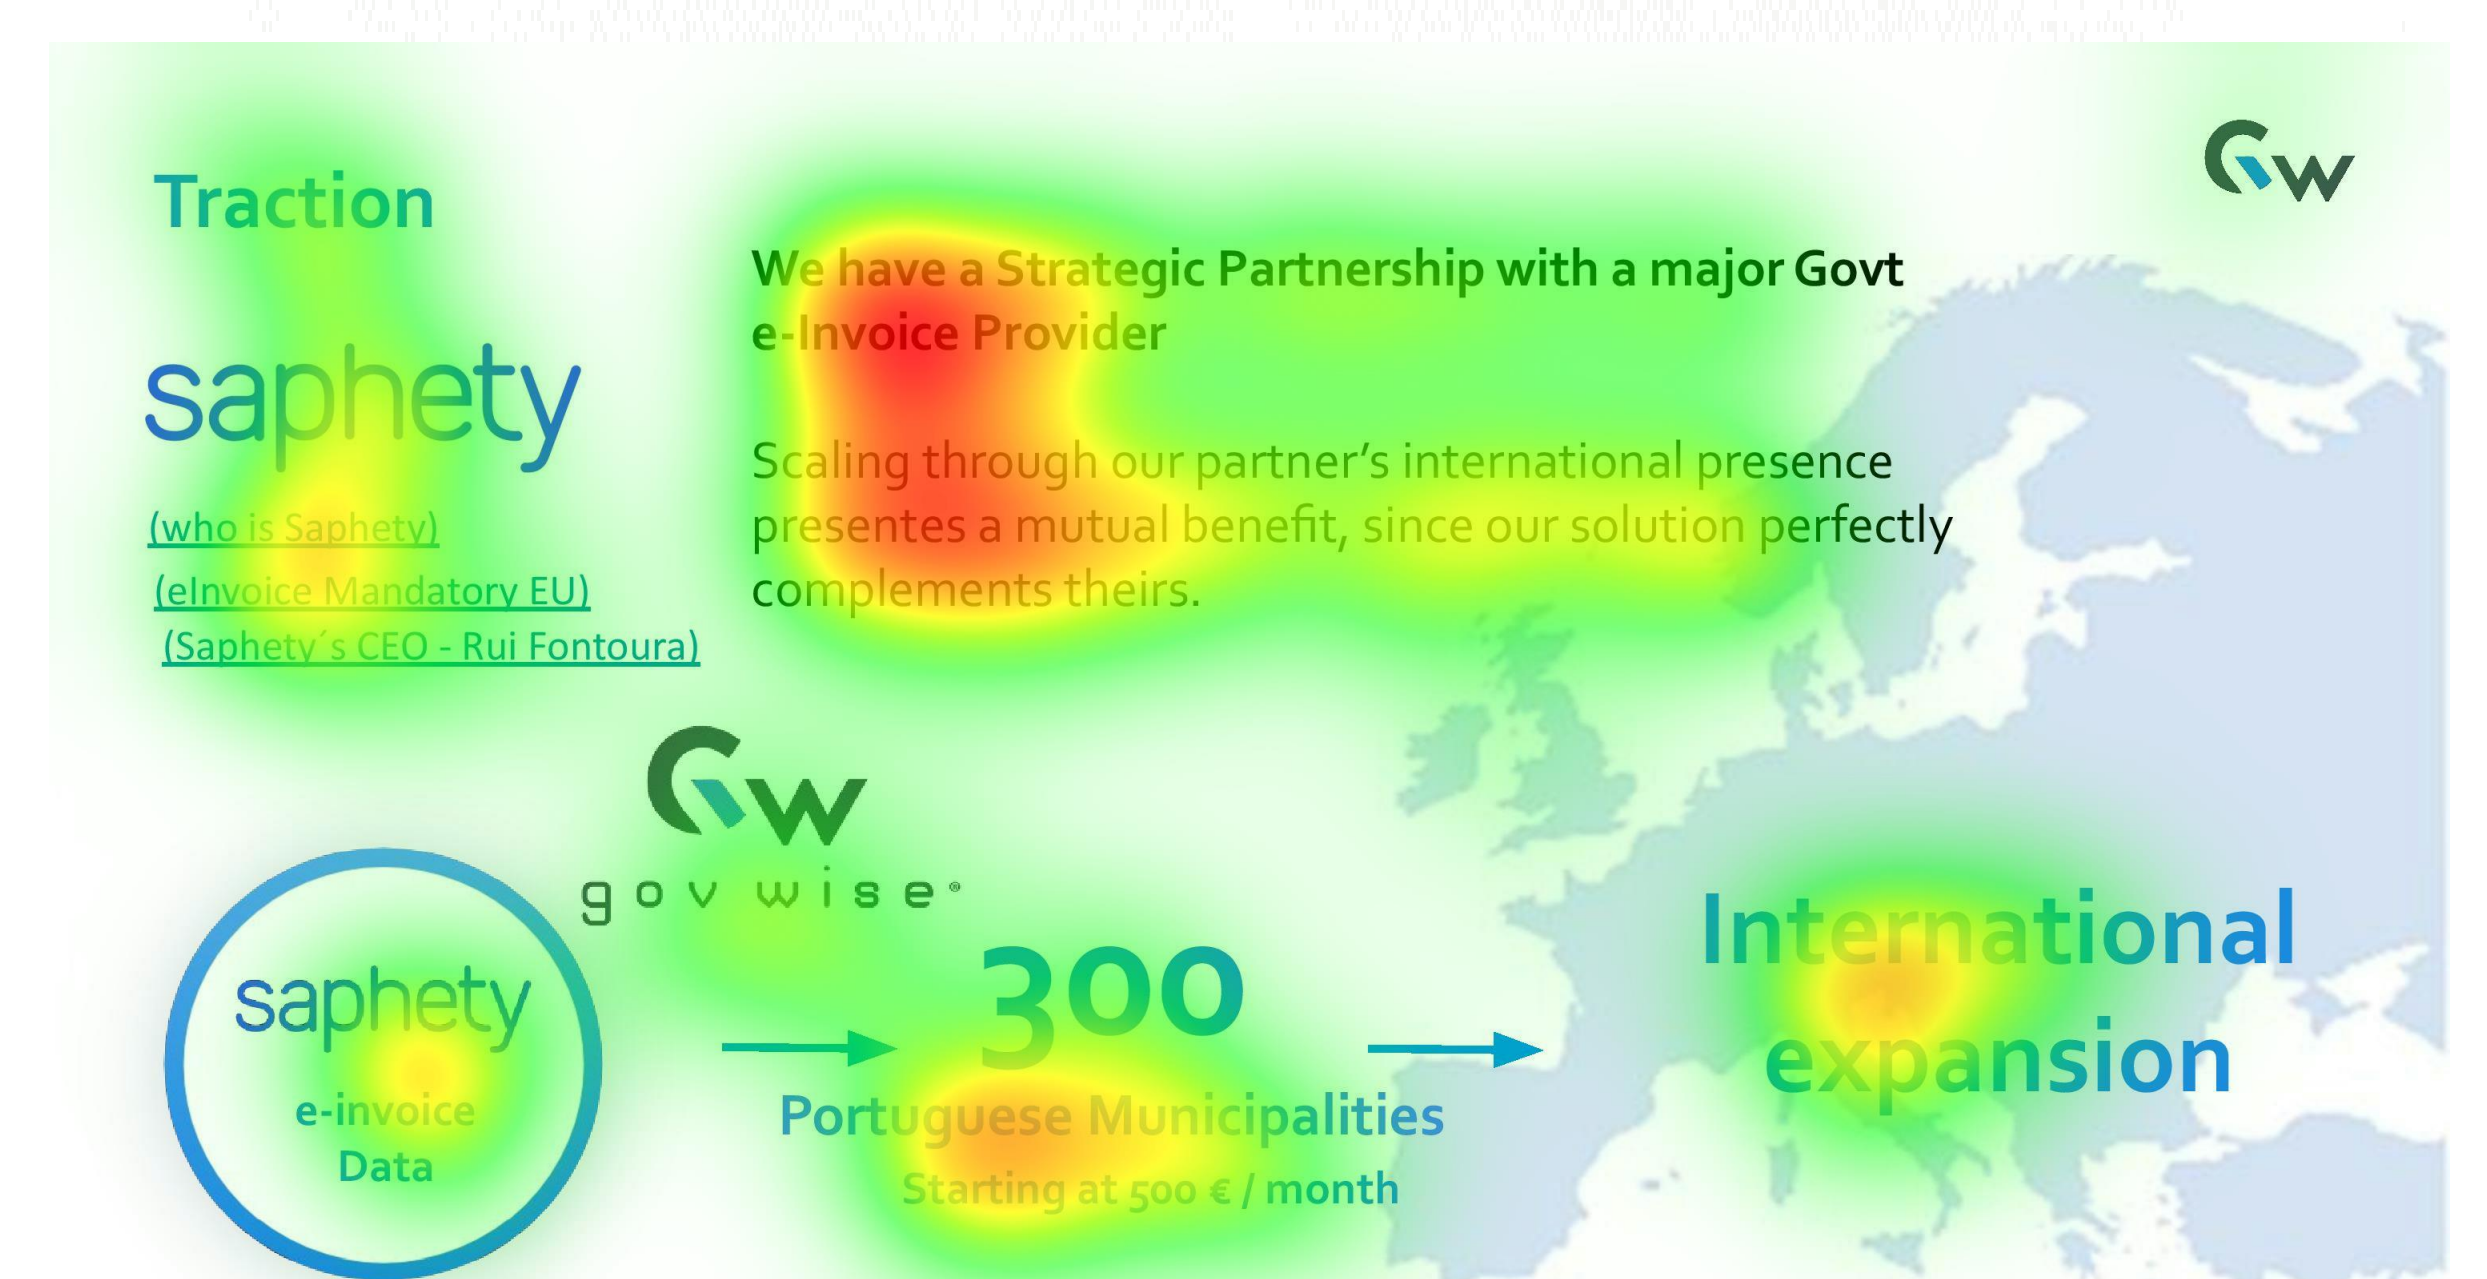 Traction
GW
We have a Strategic Partnership with a major Govt
e-Invoice Provider
saphety
Scaling through our partner's international presence
presentes a mutual benefit, since our solution perfectly
complements theirs.
(who is Saphety)
(eInvoice Mandatory EU)
(Saphety´s CEO - Rui Fontoura)
GW
gov wise®
saphety
e-invoice
Data
300
Portuguese Municipalities
Starting at 500 € / month
International
expansion